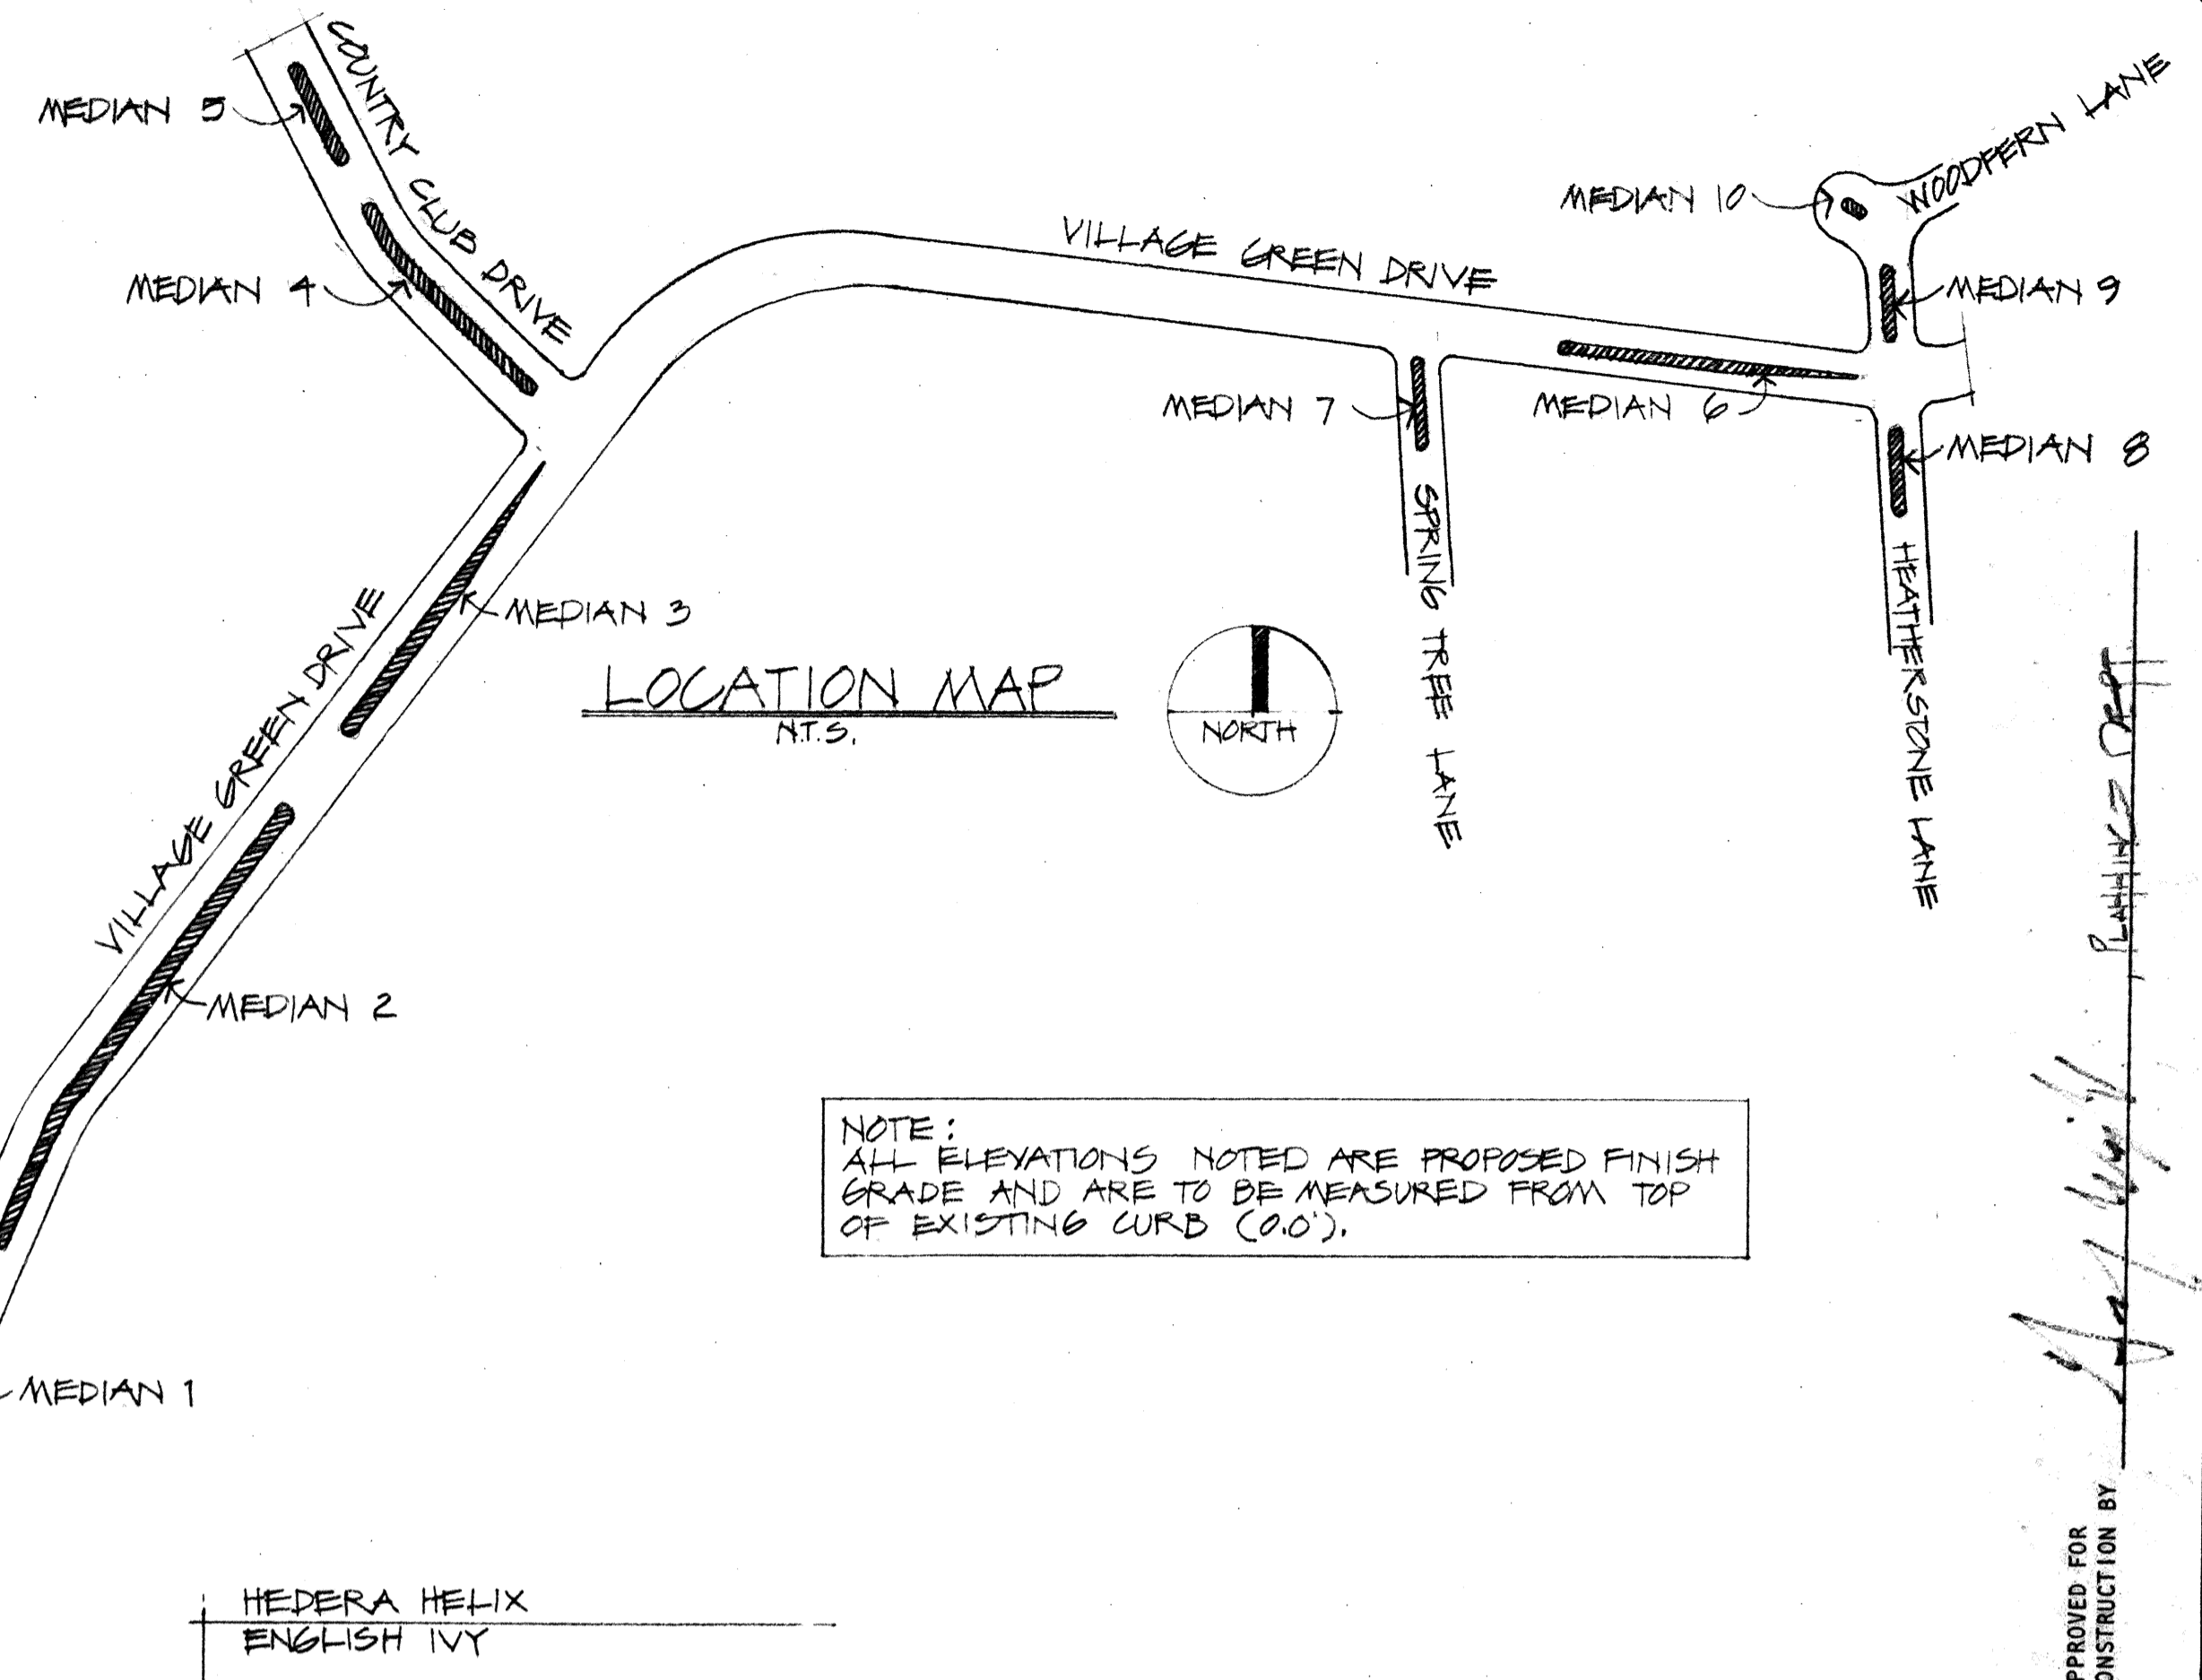 COUNTRY CLUB DRIVE
MEDIAN 5
WOODFERN LANE
MEDIAN 10
VILLAGE GREEN DRIVE
MEDIAN 4
MEDIAN 9
MEDIAN 7
MEDIAN 6
MEDIAN 8
SPRING TREE LANE
HEATHERSTONE LANE
MEDIAN 3
VILLAGE GREEN DRIVE
LOCATION MAP
N.T.S.
NORTH
MEDIAN 2
NOTE:
ALL ELEVATIONS NOTED ARE PROPOSED FINISH
GRADE AND ARE TO BE MEASURED FROM TOP
OF EXISTING CURB (0.0').
MEDIAN 1
HEDERA HELIX
ENGLISH IVY
PPROVED FOR
ONSTRUCTION BY
PLANNING DEPT